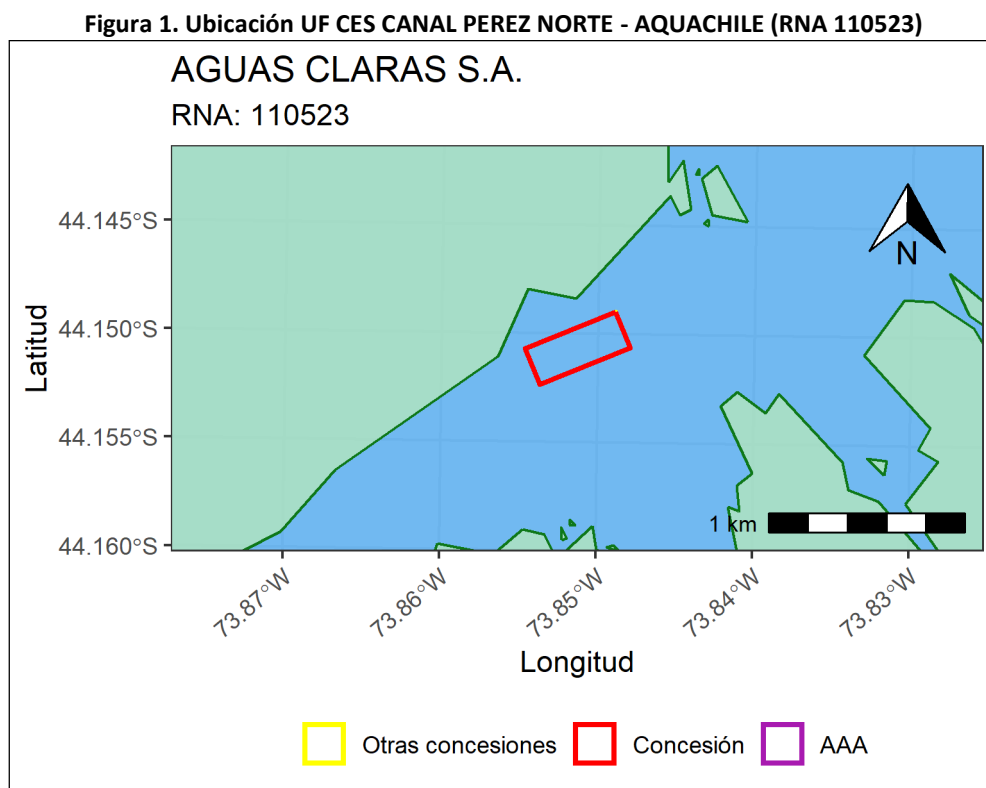 Figura 1. Ubicación UF CES CANAL PEREZ NORTE - AQUACHILE (RNA 110523)
AGUAS CLARAS S.A.
RNA: 110523
44.145°S
44.150°S
44.155°S
44.160°S
Latitud
N
1 km
73.87°W
73.86°W
73.85°W
73.84°W
73.83°W
Longitud
Otras concesiones
Concesión
AAA